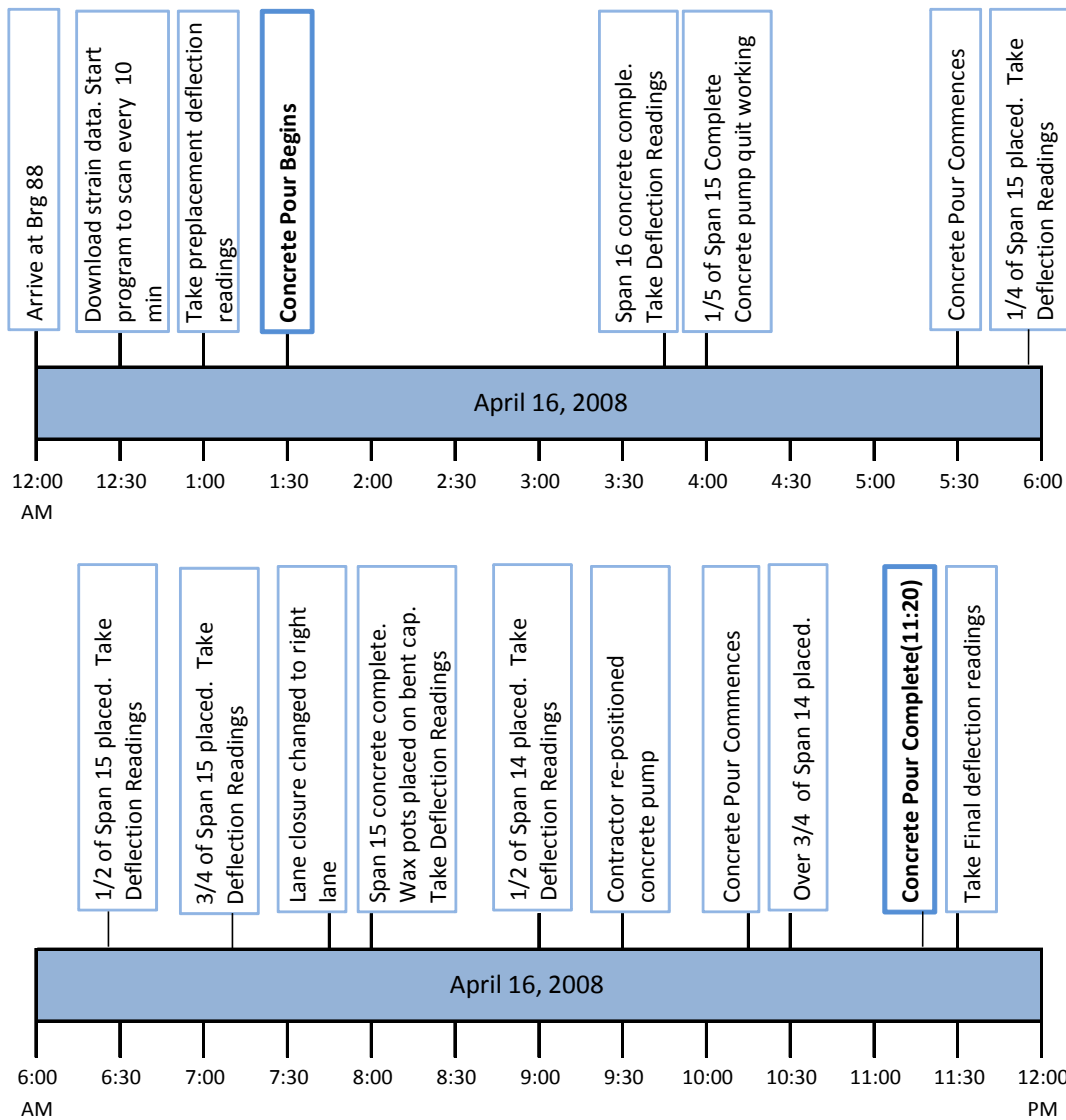 Arrive at Brg 88
Download strain data. Start
program to scan every  10
min
Take preplacement deflection
readings
Concrete Pour Begins
Span 16 concrete comple.
Take Deflection Readings
1/5 of Span 15 Complete
Concrete pump quit working
Concrete Pour Commences
1/4 of Span 15 placed.  Take
Deflection Readings
April 16, 2008
12:00
AM
12:30
1:00
1:30
2:00
2:30
3:00
3:30
4:00
4:30
5:00
5:30
6:00
1/2 of Span 15 placed.  Take
Deflection Readings
3/4 of Span 15 placed.  Take
Deflection Readings
Lane closure changed to right
lane
Span 15 concrete complete.
Wax pots placed on bent cap.
Take Deflection Readings
1/2 of Span 14 placed.  Take
Deflection Readings
Contractor re-positioned
concrete pump
Concrete Pour Commences
Over 3/4  of Span 14 placed.
Concrete Pour Complete(11:20)
Take Final deflection readings
April 16, 2008
6:00
AM
6:30
7:00
7:30
8:00
8:30
9:00
9:30
10:00
10:30
11:00
11:30
12:00
PM